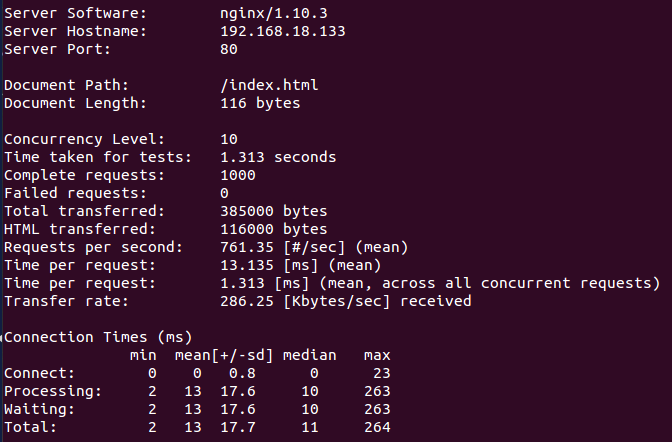 Server Software:        nginx/1.10.3
Server Hostname:        192.168.18.133
Server Port:            80
Document Path:          /index.html
Document Length:        116 bytes
Concurrency Level:      10
Time taken for tests:   1.313 seconds
Complete requests:      1000
Failed requests:        0
Total transferred:      385000 bytes
HTML transferred:       116000 bytes
Requests per second:    761.35 [#/sec] (mean)
Time per request:       13.135 [ms] (mean)
Time per request:       1.313 [ms] (mean, across all concurrent requests)
Transfer rate:          286.25 [Kbytes/sec] received
Connection Times (ms)
              min  mean[+/-sd] median   max
Connect:        0    0   0.8      0      23
Processing:     2   13  17.6     10     263
Waiting:        2   13  17.6     10     263
Total:          2   13  17.7     11     264